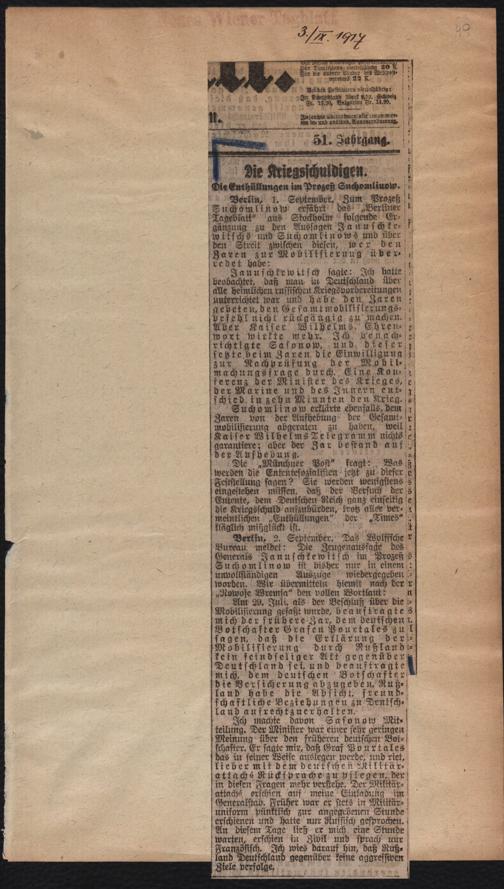 Neues Wiener Tagblatt
3./IX. 1917
51. Jahrgang.
Die Kriegsschuldigen.
Die Enthüllungen im Prozeß Suchomlinow.
Berlin, 1. September. Zum Prozeß
Suchomlinow erfährt das „Berliner
Tageblatt" aus Stockholm folgende Er-
gänzung zu den Aussagen Januschke-
witschs und Suchomlinows und über
den Streit zwischen diesen, wer den
Zaren zur Mobilisierung über-
redet habe:
Januschkewitsch sagte: Ich hatte
beobachtet, daß man in Deutschland über
alle heimlichen russischen Kriegsvorbereitungen
unterrichtet war und habe den Zaren
gebeten, den Gesamtmobilisierungs-
befehl nicht rückgängig zu machen.
Aber Kaiser Wilhelms Ehren-
wort wirkte mehr. Ich benach-
richtigte Sasonow, und dieser
setzte beim Zaren die Einwilligung
zur Nachprüfung der Mobil-
machungsfrage durch. Eine Kon-
ferenz der Minister des Krieges,
der Marine und des Innern ent-
schied in zehn Minuten den Krieg.
Suchomlinow erklärte ebenfalls, dem
Zaren von der Aufhebung der Gesamt-
mobilisierung abgeraten zu haben, weil
Kaiser Wilhelms Telegramm nichts
garantiere; aber der Zar bestand auf
der Aufhebung.
Die „Münchner Post" fragt: Was
werden die Ententesozialisten jetzt zu dieser
Feststellung sagen? Sie werden wenigstens
eingestehen müssen, daß der Versuch der
Entente, dem Deutschen Reich ganz einseitig
die Kriegsschuld aufzubürden, trotz aller ver-
meintlichen „Enthüllungen" der „Times"
kläglich mißglückt ist.
Berlin, 2. September. Das Wolffsche
Bureau meldet: Die Zeugenaussage des
Generals Januschkewitsch im Prozeß
Suchomlinow ist bisher nur in einem
unvollständigen Auszuge wiedergegeben
worden. Wir übermitteln hiemit nach der
„Nowoje Wremja" den vollen Wortlaut:
Am 29. Juli, als der Beschluß über die
Mobilisierung gefaßt wurde, beauftragte
mich der frühere Zar, dem deutschen
Botschafter Grafen Pourtales zu
sagen, daß die Erklärung der
Mobilisierung durch Rußland
kein feindseliger Akt gegenüber
Deutschland sei und beauftragte
mich, dem deutschen Botschafter
die Versicherung abzugeben, Ruß-
land habe die Absicht, freund-
schaftliche Beziehungen zu Deutsch-
land aufrechtzuerhalten.
Ich machte davon Sasonow Mit-
teilung. Der Minister war einer sehr geringen
Meinung über den früheren deutschen Bot-
schafter. Er sagte mir, daß Graf Pourtales
das in seiner Weise auslegen werde, und riet,
lieber mit dem deutschen Militär-
attaché Rücksprache zu pflegen, der
in diesen Fragen mehr verstehe. Der Militär-
attaché erschien auf meine Einladung im
Generalstab. Früher war er stets in Militär-
uniform pünktlich zur angegebenen Stunde
erschienen und hatte nur Russisch gesprochen.
An diesem Tage ließ er mich eine Stunde
warten, erschien in Zivil und sprach nur
Französisch. Ich wies darauf hin, daß Ruß-
land Deutschland gegenüber keine aggressiven
Ziele verfolge.